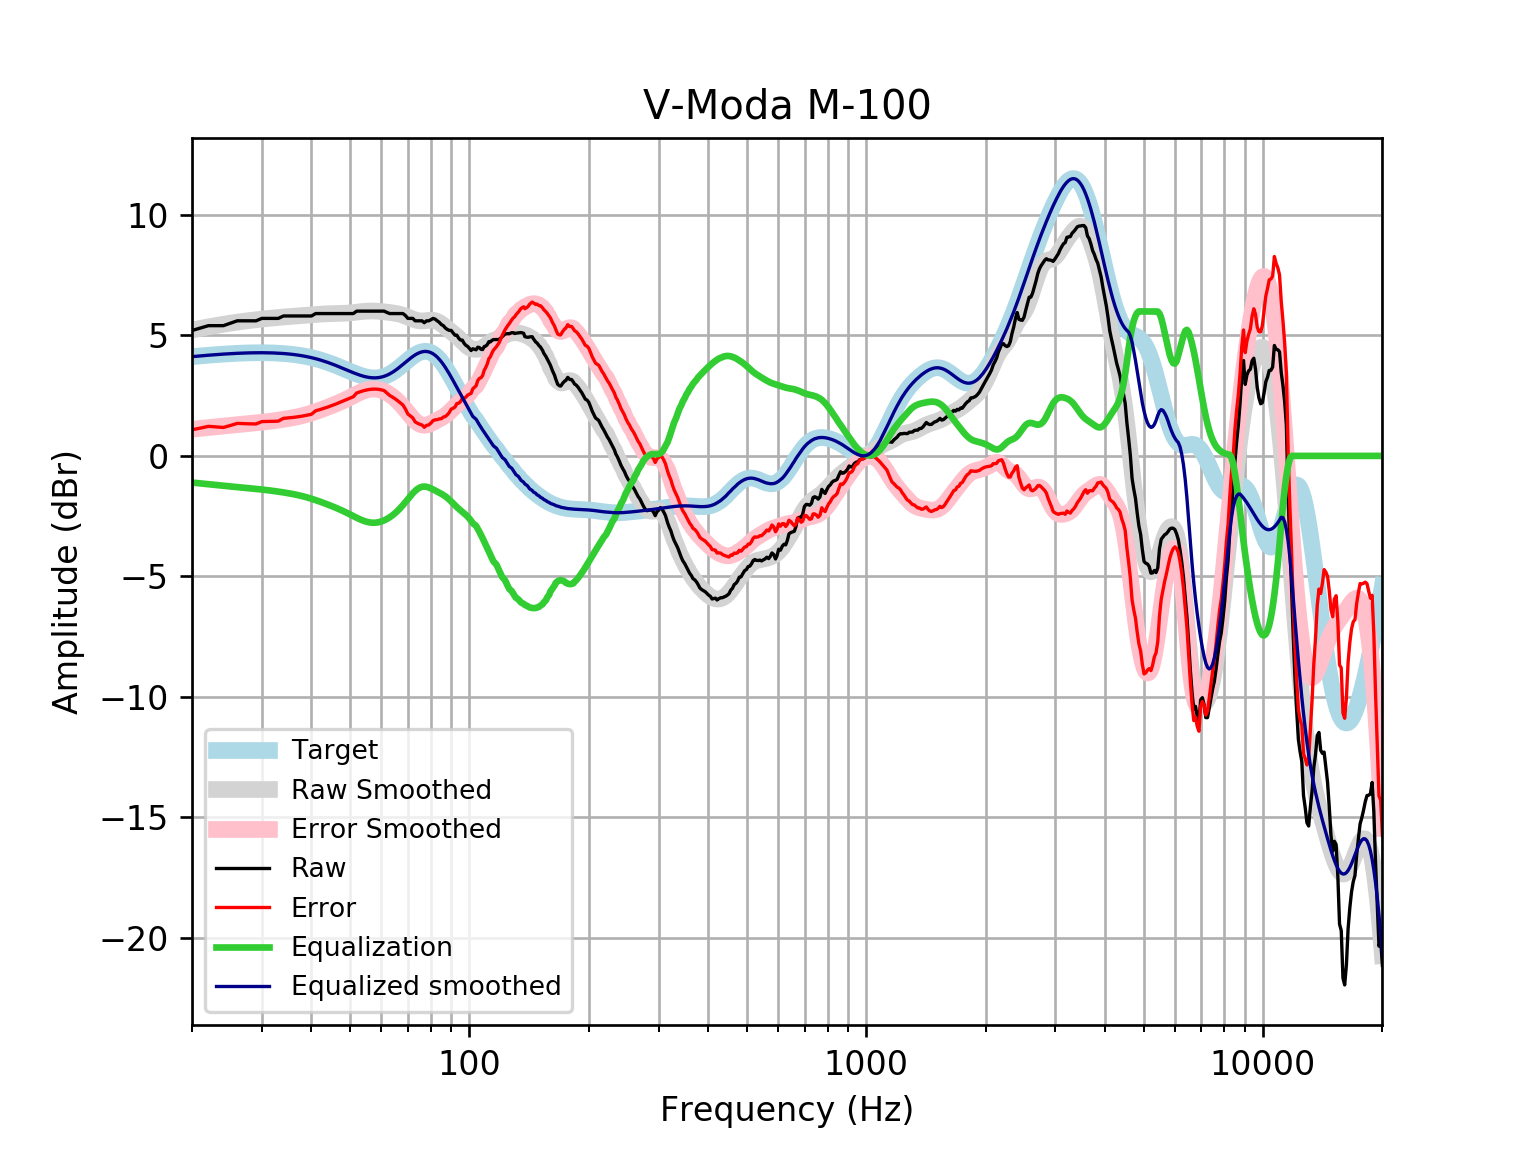 V-Moda M-100
10
5
0
−5
−10
−15
−20
Amplitude (dBr)
Target
Raw Smoothed
Error Smoothed
Raw
Error
Equalization
Equalized smoothed
100
1000
10000
Frequency (Hz)